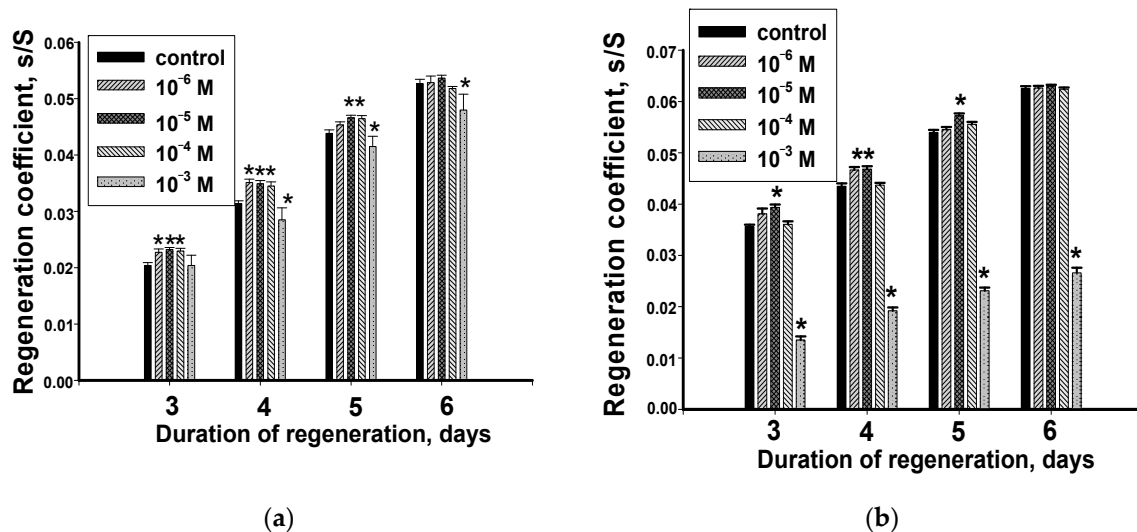 control
10⁻⁶ M
10⁻⁵ M
10⁻⁴ M
10⁻³ M
Regeneration coefficient, s/S
0.06
0.05
0.04
0.03
0.02
0.01
0.00
***
***
*
**
*
*
3 4 5 6
Duration of regeneration, days
(a)
control
10⁻⁶ M
10⁻⁵ M
10⁻⁴ M
10⁻³ M
Regeneration coefficient, s/S
0.07
0.06
0.05
0.04
0.03
0.02
0.01
0.00
*
*
**
*
*
*
*
3 4 5 6
Duration of regeneration, days
(b)